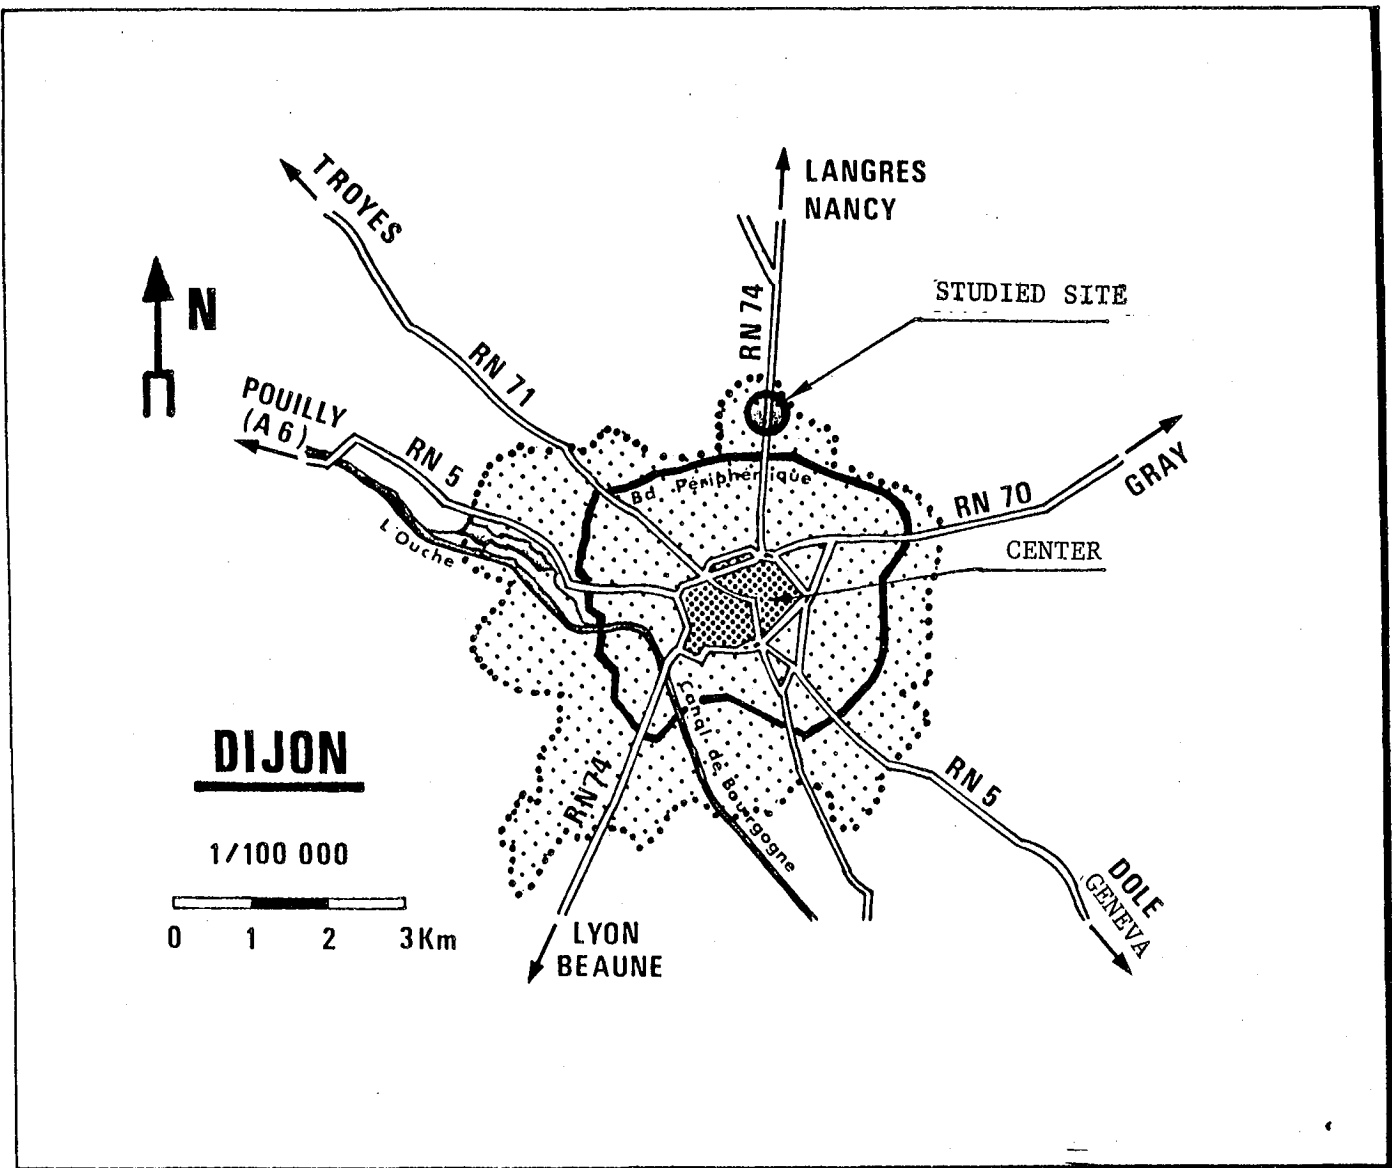 TROYES
LANGRES
NANCY
N
STUDIED SITE
RN 74
RN 71
POUILLY
(A6)
RN 5
GRAY
RN 70
Bd Périphérique
L'Ouche
CENTER
Canal de Bourgogne
DIJON
RN 74
RN 5
1/100 000
0 1 2 3Km
DOLE
GENEVA
LYON
BEAUNE